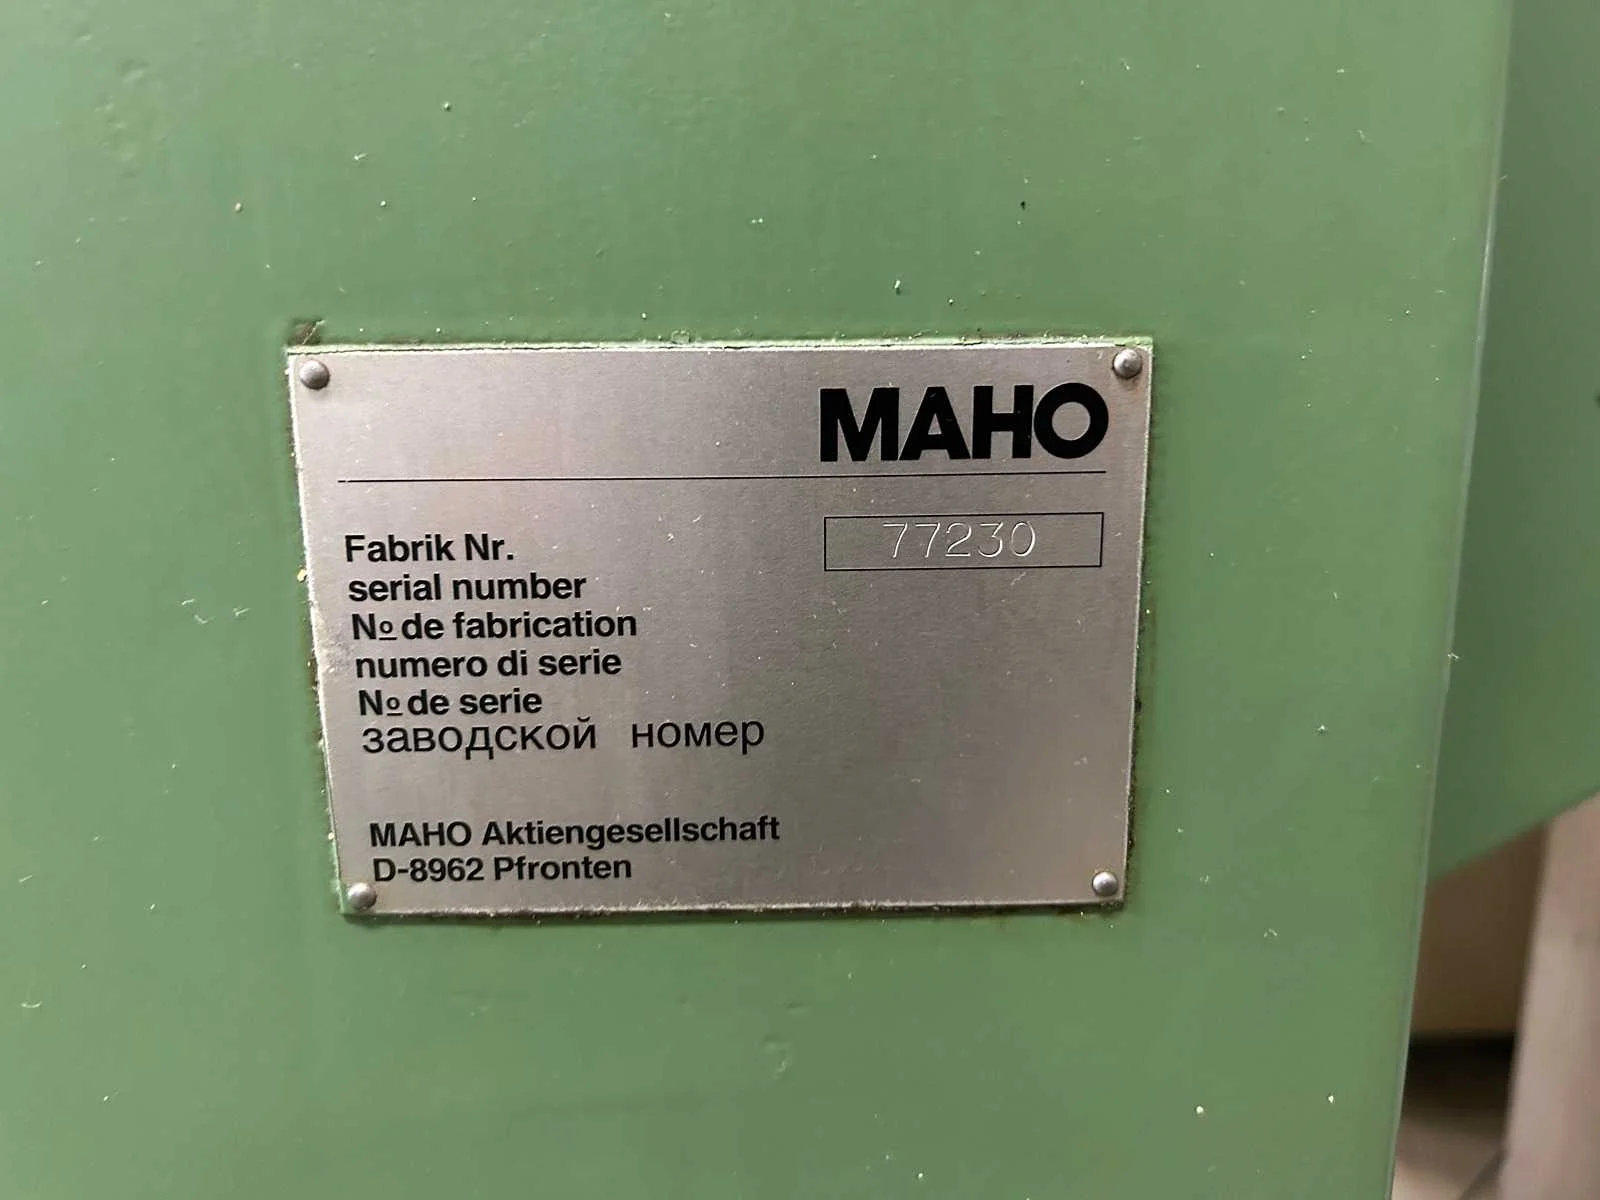 MAHO
Fabrik Nr. 77230
serial number
Nº de fabrication
numero di serie
Nº de serie
заводской номер
MAHO Aktiengesellschaft
D-8962 Pfronten